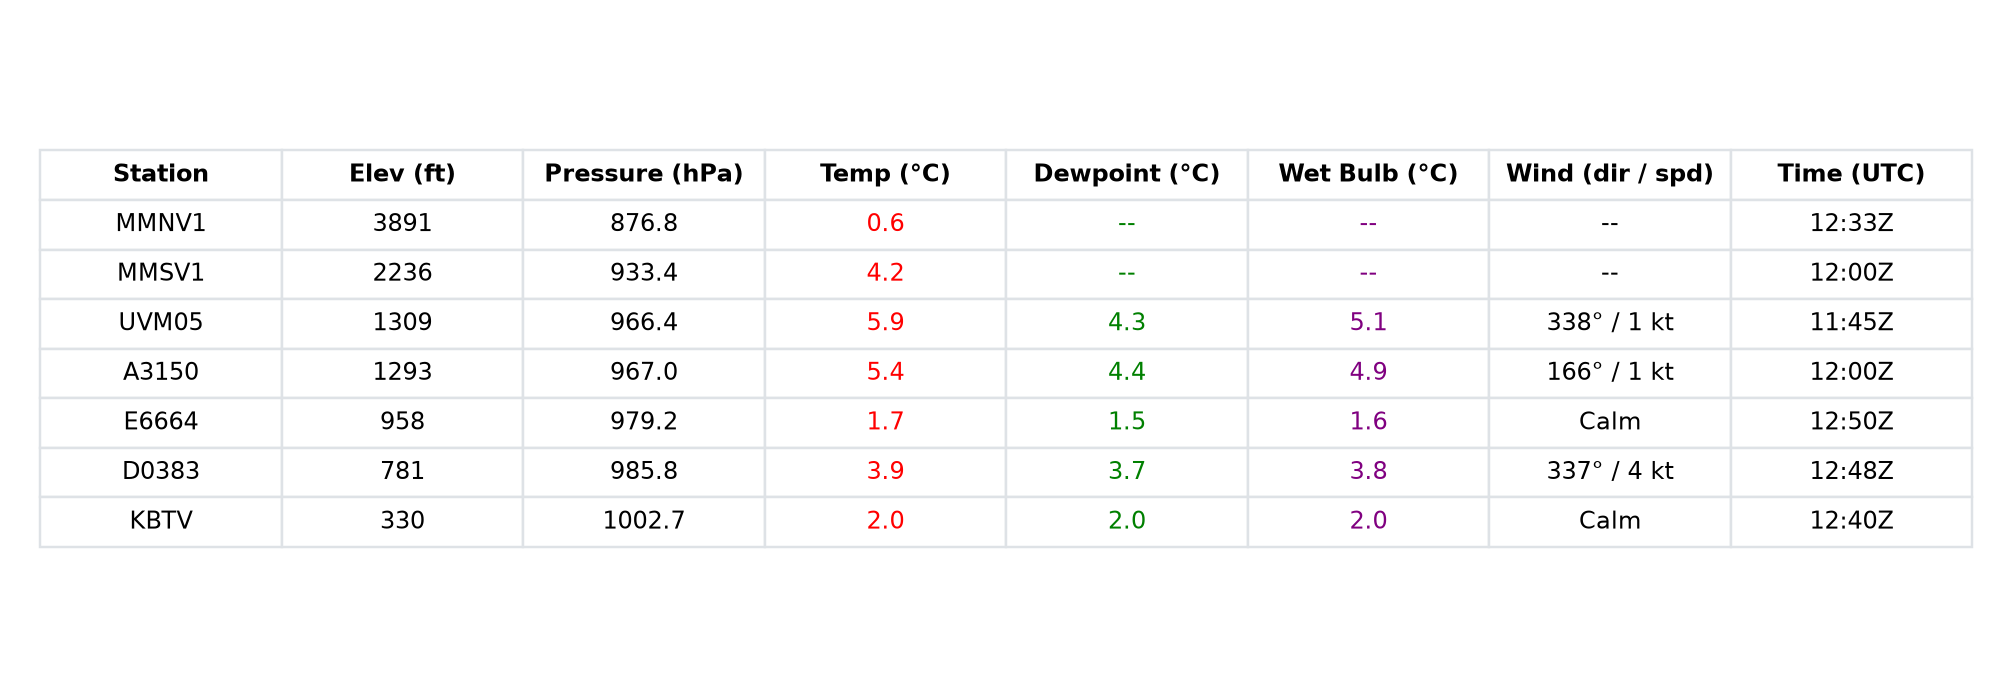 Station Elev (ft) Pressure (hPa) Temp (°C) Dewpoint (°C) Wet Bulb (°C) Wind (dir / spd) Time (UTC)
MMNV1 3891 876.8 0.6 -- -- -- 12:33Z
MMSV1 2236 933.4 4.2 -- -- -- 12:00Z
UVM05 1309 966.4 5.9 4.3 5.1 338° / 1 kt 11:45Z
A3150 1293 967.0 5.4 4.4 4.9 166° / 1 kt 12:00Z
E6664 958 979.2 1.7 1.5 1.6 Calm 12:50Z
D0383 781 985.8 3.9 3.7 3.8 337° / 4 kt 12:48Z
KBTV 330 1002.7 2.0 2.0 2.0 Calm 12:40Z